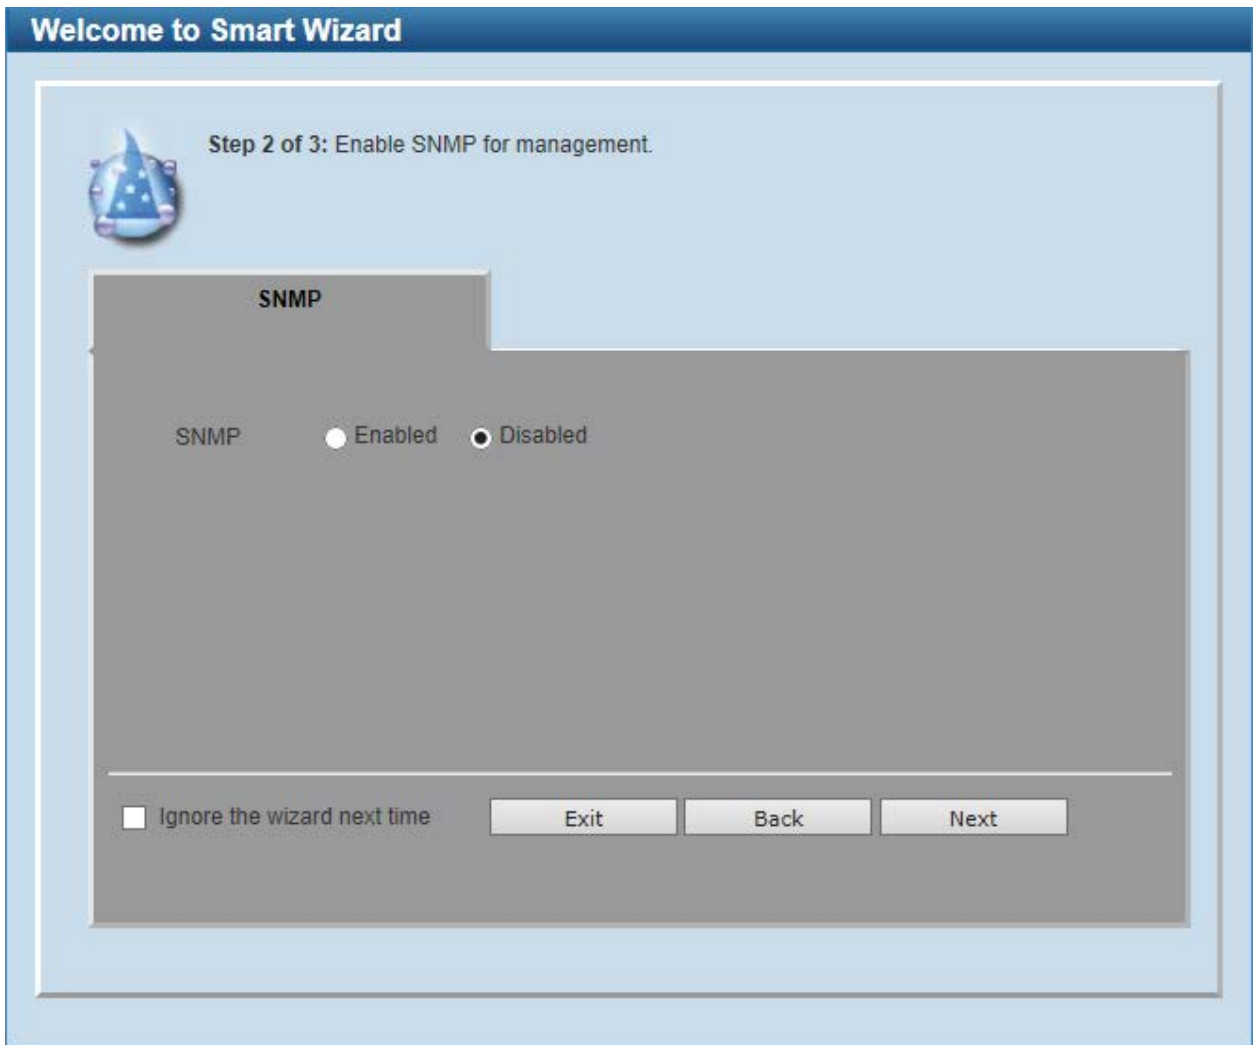 Welcome to Smart Wizard
Step 2 of 3: Enable SNMP for management.
SNMP
SNMP Enabled Disabled
Ignore the wizard next time Exit Back Next